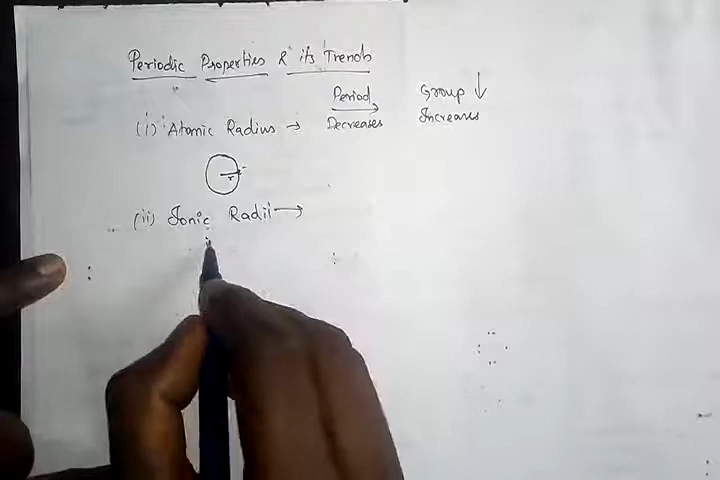 Periodic Properties & its Trends
Period Group ↓
(i) Atomic Radius → Decreases Increases
r
(ii) Ionic Radii →